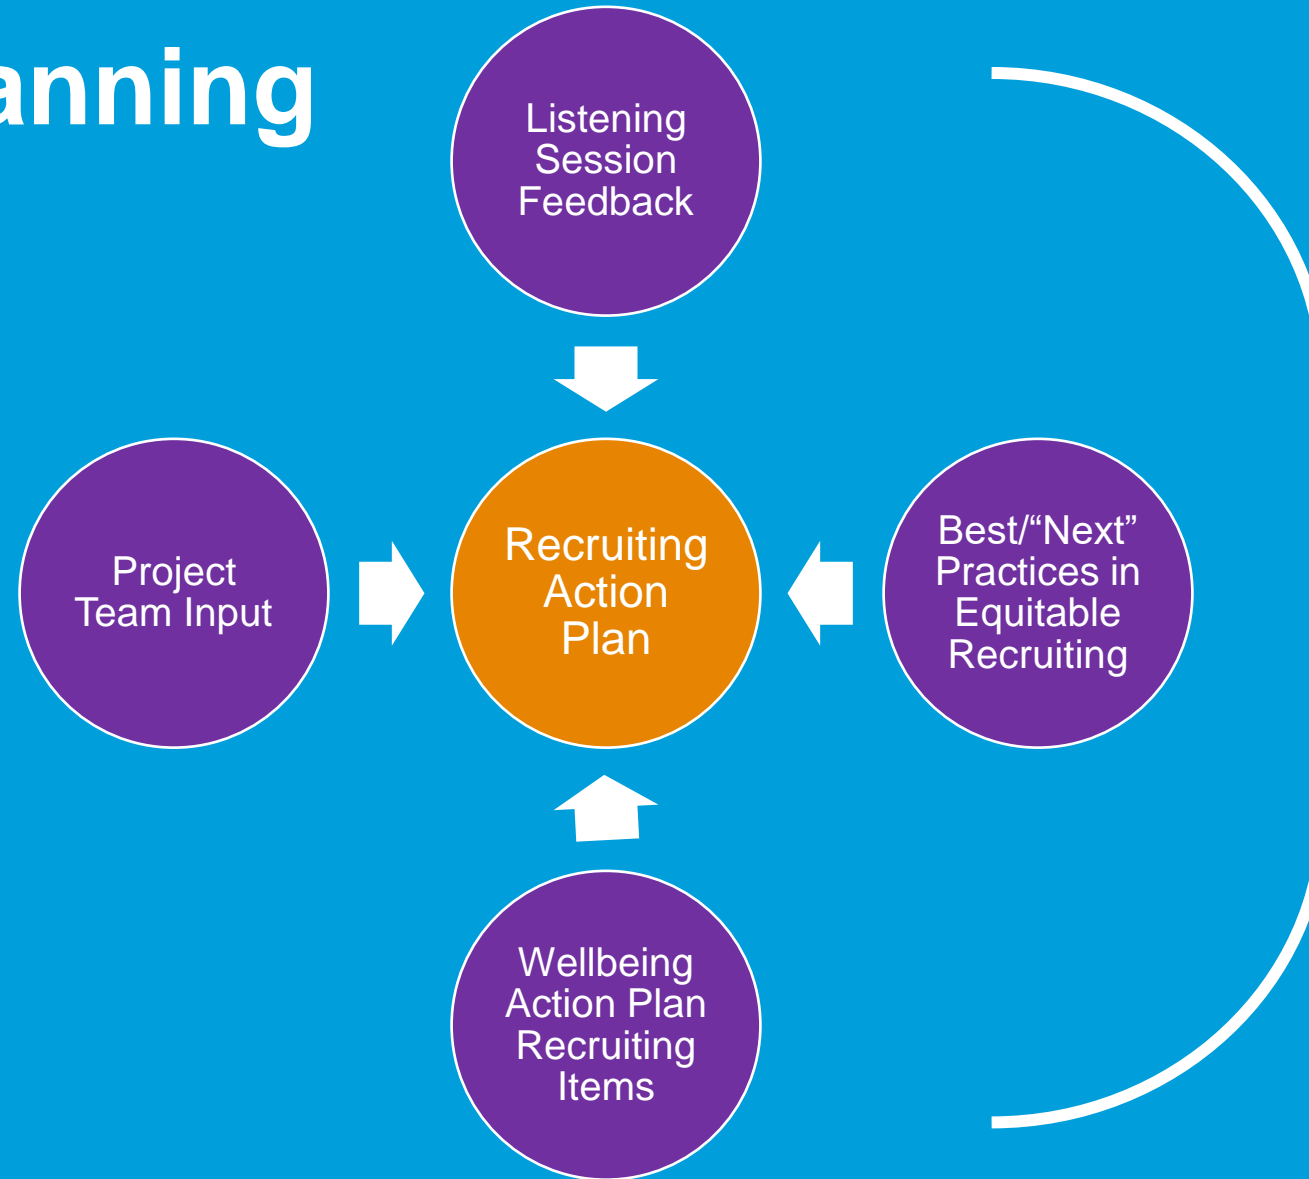 anning
Listening
Session
Feedback
Project
Team Input
Recruiting
Action
Plan
Best/“Next”
Practices in
Equitable
Recruiting
Wellbeing
Action Plan
Recruiting
Items